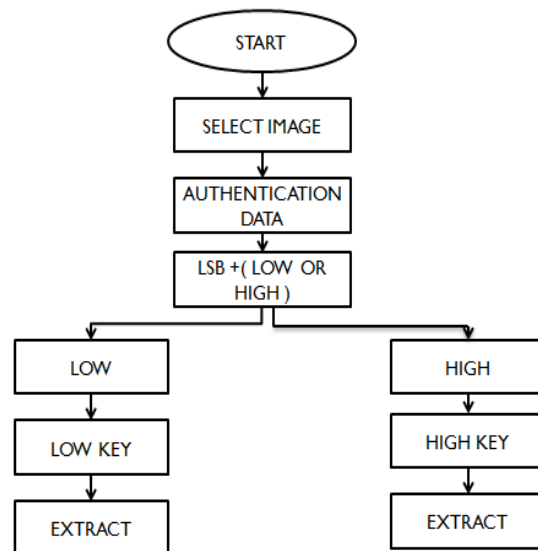 START
SELECT IMAGE
AUTHENTICATION
DATA
LSB +( LOW OR
HIGH )
LOW
HIGH
LOW KEY
HIGH KEY
EXTRACT
EXTRACT